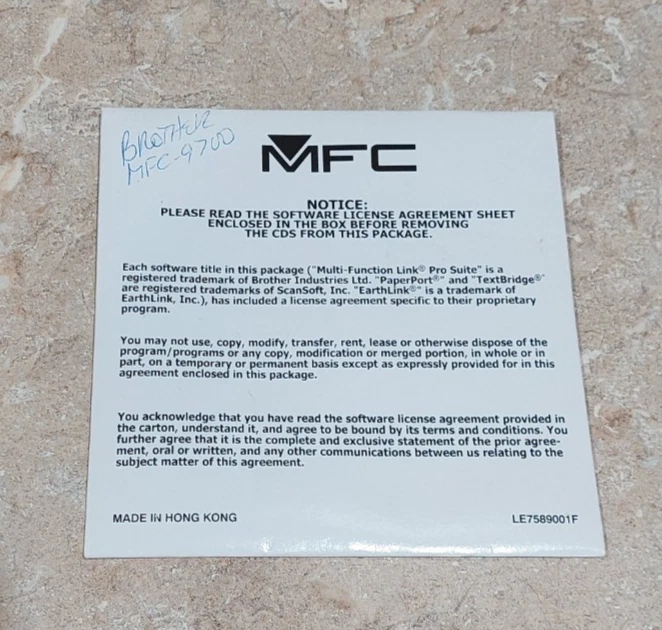 BROTHER
MFC-9700
MFC
NOTICE:
PLEASE READ THE SOFTWARE LICENSE AGREEMENT SHEET
ENCLOSED IN THE BOX BEFORE REMOVING
THE CDS FROM THIS PACKAGE.
Each software title in this package ("Multi-Function Link® Pro Suite" is a
registered trademark of Brother Industries Ltd. "PaperPort®" and "TextBridge®"
are registered trademarks of ScanSoft, Inc. "EarthLink®" is a trademark of
EarthLink, Inc.), has included a license agreement specific to their proprietary
program.
You may not use, copy, modify, transfer, rent, lease or otherwise dispose of the
program/programs or any copy, modification or merged portion, in whole or in
part, on a temporary or permanent basis except as expressly provided for in this
agreement enclosed in this package.
You acknowledge that you have read the software license agreement provided in
the carton, understand it, and agree to be bound by its terms and conditions. You
further agree that it is the complete and exclusive statement of the prior agree-
ment, oral or written, and any other communications between us relating to the
subject matter of this agreement.
MADE IN HONG KONG
LE7589001F